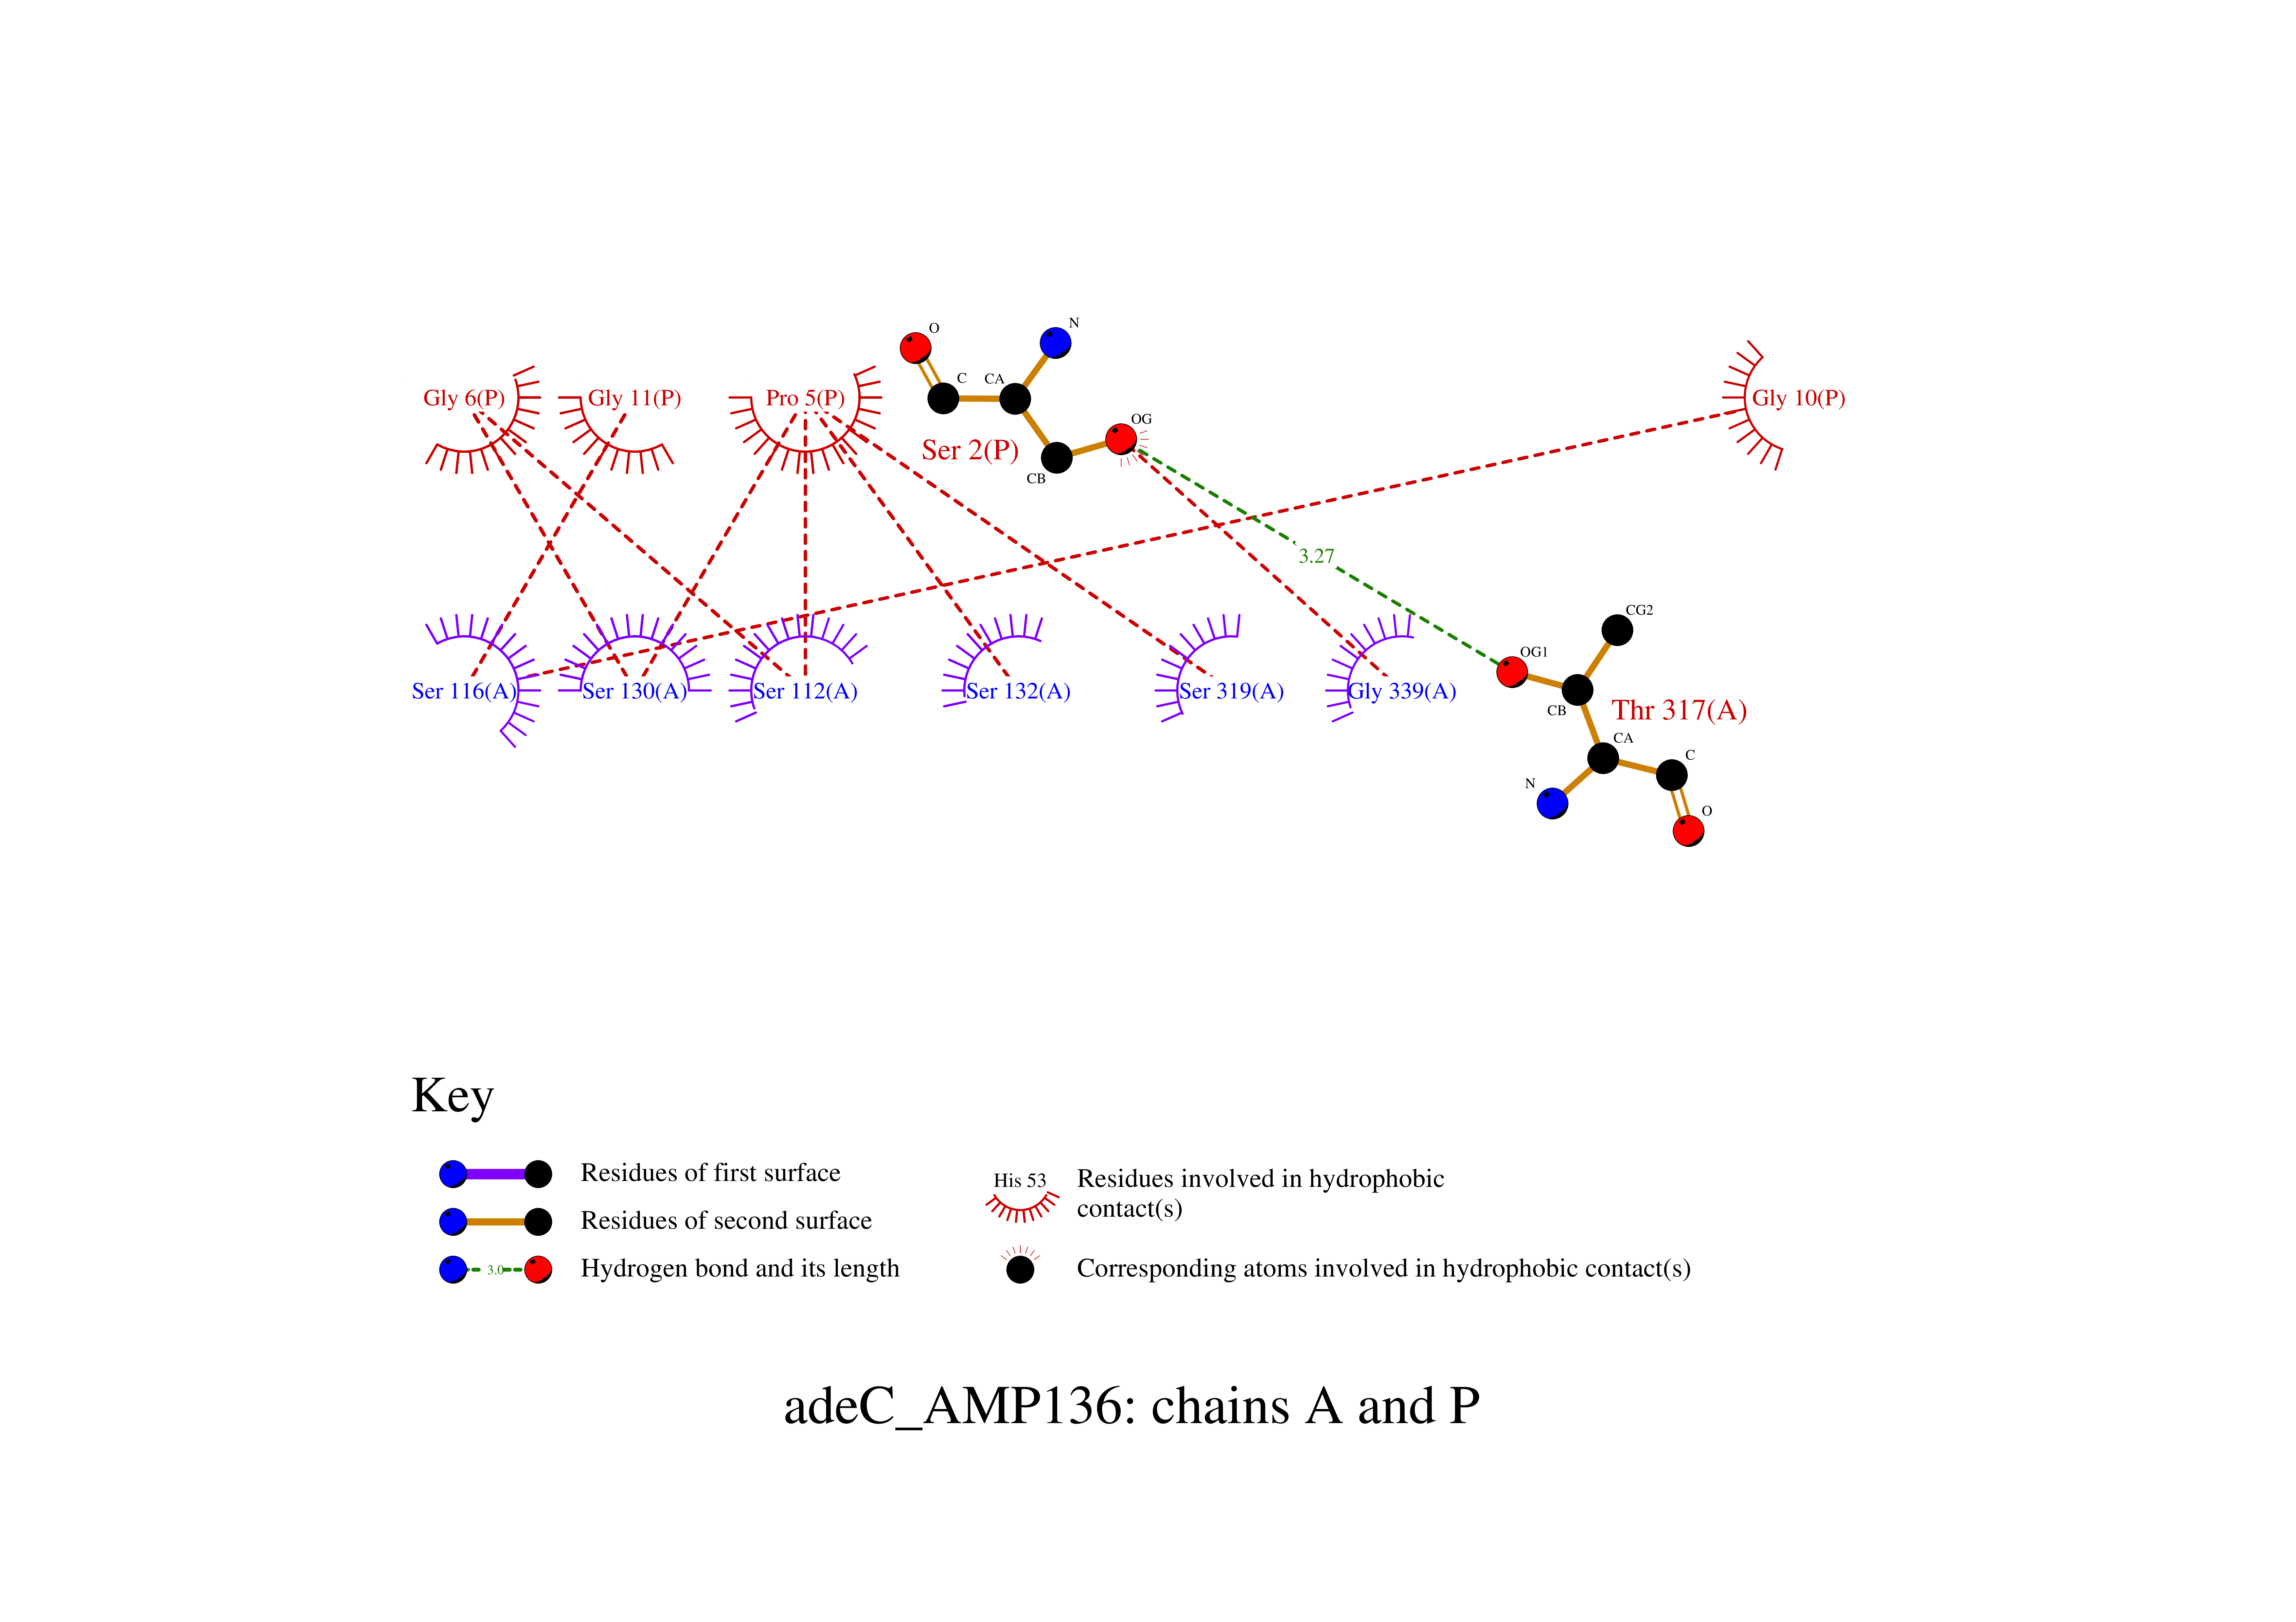 O
N
C
CA
Gly 6(P)
Gly 11(P)
Pro 5(P)
Gly 10(P)
OG
Ser 2(P)
CB
3.27
CG2
OG1
Ser 116(A)
Ser 130(A)
Ser 112(A)
Ser 132(A)
Ser 319(A)
Gly 339(A)
CB
Thr 317(A)
CA
C
N
O
Key
Residues of first surface
Residues of second surface
3.0
Hydrogen bond and its length
His 53
Residues involved in hydrophobic
contact(s)
Corresponding atoms involved in hydrophobic contact(s)
adeC_AMP136: chains A and P